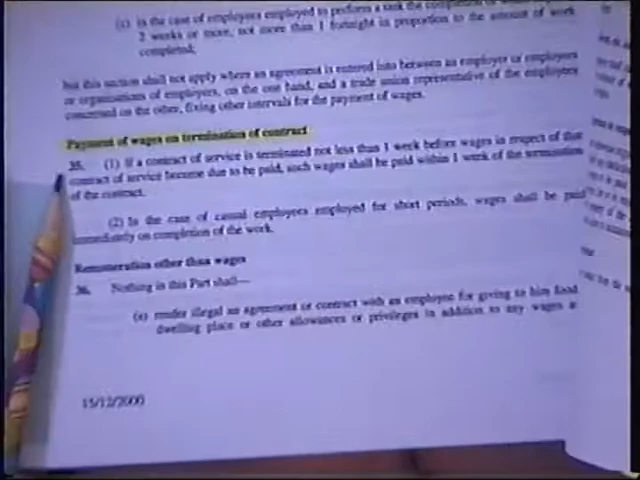 (c) in the case of employees employed to perform a task the completion of
2 weeks or more, not more than 1 fortnight in proportion to the amount of work
completed;
but this section shall not apply where an agreement is entered into between an employer or employers
or organisations of employers, on the one hand, and a trade union representative of the employees
concerned on the other, fixing other intervals for the payment of wages.
Payment of wages on termination of contract
35. (1) If a contract of service is terminated not less than 1 week before wages in respect of that
contract of service become due to be paid, such wages shall be paid within 1 week of the termination
of the contract.
(2) In the case of casual employees employed for short periods, wages shall be paid
immediately on completion of the work.
Remuneration other than wages
36. Nothing in this Part shall—
(a) render illegal an agreement or contract with an employee for giving to him food
dwelling place or other allowances or privileges in addition to any wages
15/12/2000